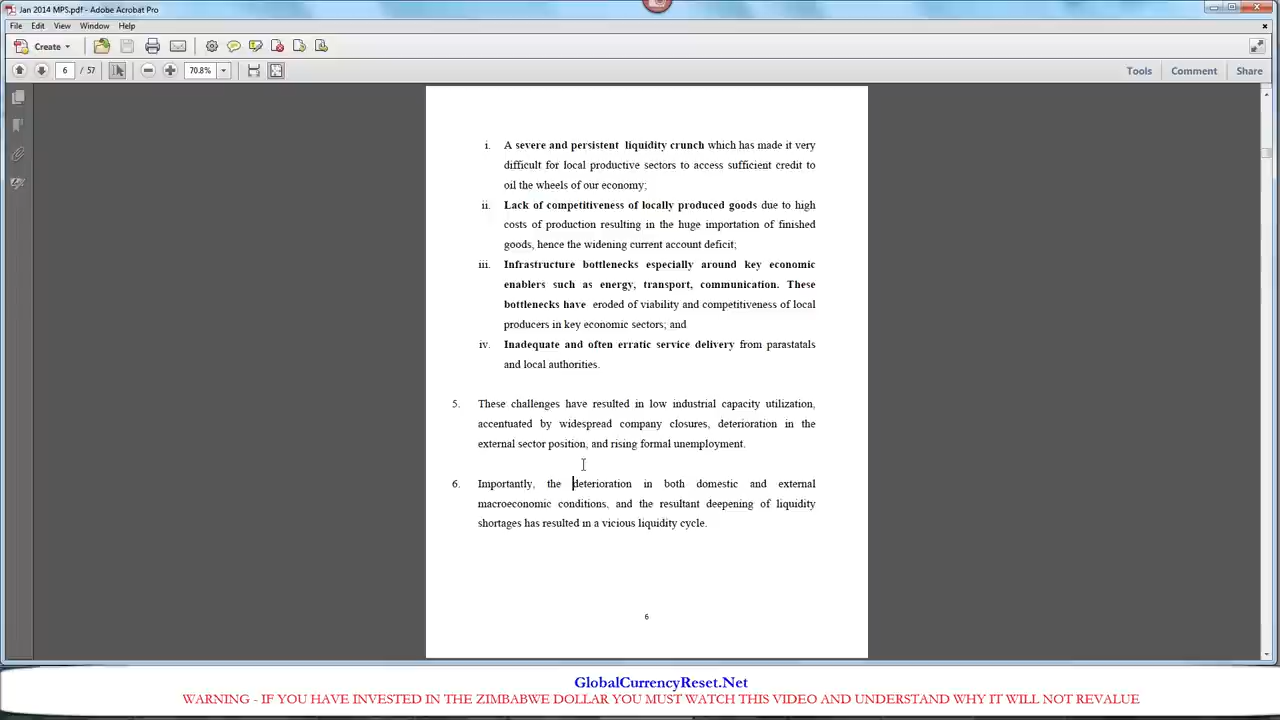 Jan 2014 MPS.pdf - Adobe Acrobat Pro
File Edit View Window Help
Create
6 / 57 70.8% Tools Comment Share
i. A severe and persistent liquidity crunch which has made it very
difficult for local productive sectors to access sufficient credit to
oil the wheels of our economy;
ii. Lack of competitiveness of locally produced goods due to high
costs of production resulting in the huge importation of finished
goods, hence the widening current account deficit;
iii. Infrastructure bottlenecks especially around key economic
enablers such as energy, transport, communication. These
bottlenecks have eroded of viability and competitiveness of local
producers in key economic sectors; and
iv. Inadequate and often erratic service delivery from parastatals
and local authorities.
5. These challenges have resulted in low industrial capacity utilization,
accentuated by widespread company closures, deterioration in the
external sector position, and rising formal unemployment.
6. Importantly, the deterioration in both domestic and external
macroeconomic conditions, and the resultant deepening of liquidity
shortages has resulted in a vicious liquidity cycle.
6
GlobalCurrencyReset.Net
WARNING - IF YOU HAVE INVESTED IN THE ZIMBABWE DOLLAR YOU MUST WATCH THIS VIDEO AND UNDERSTAND WHY IT WILL NOT REVALUE